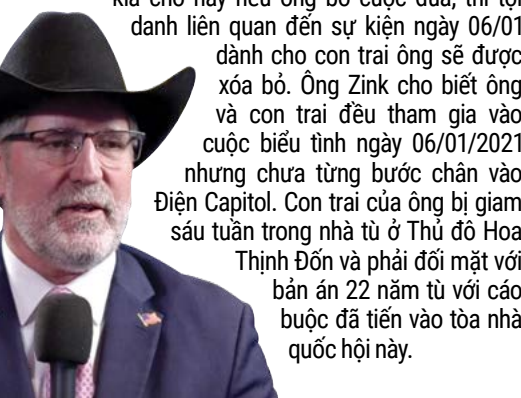 kia cho hay nếu ông bỏ cuộc đua, thì tội
danh liên quan đến sự kiện ngày 06/01
dành cho con trai ông sẽ được
xóa bỏ. Ông Zink cho biết ông
và con trai đều tham gia vào
cuộc biểu tình ngày 06/01/2021
nhưng chưa từng bước chân vào
Điện Capitol. Con trai của ông bị giam
sáu tuần trong nhà tù ở Thủ đô Hoa
Thịnh Đốn và phải đối mặt với
bản án 22 năm tù với cáo
buộc đã tiến vào tòa nhà
quốc hội này.